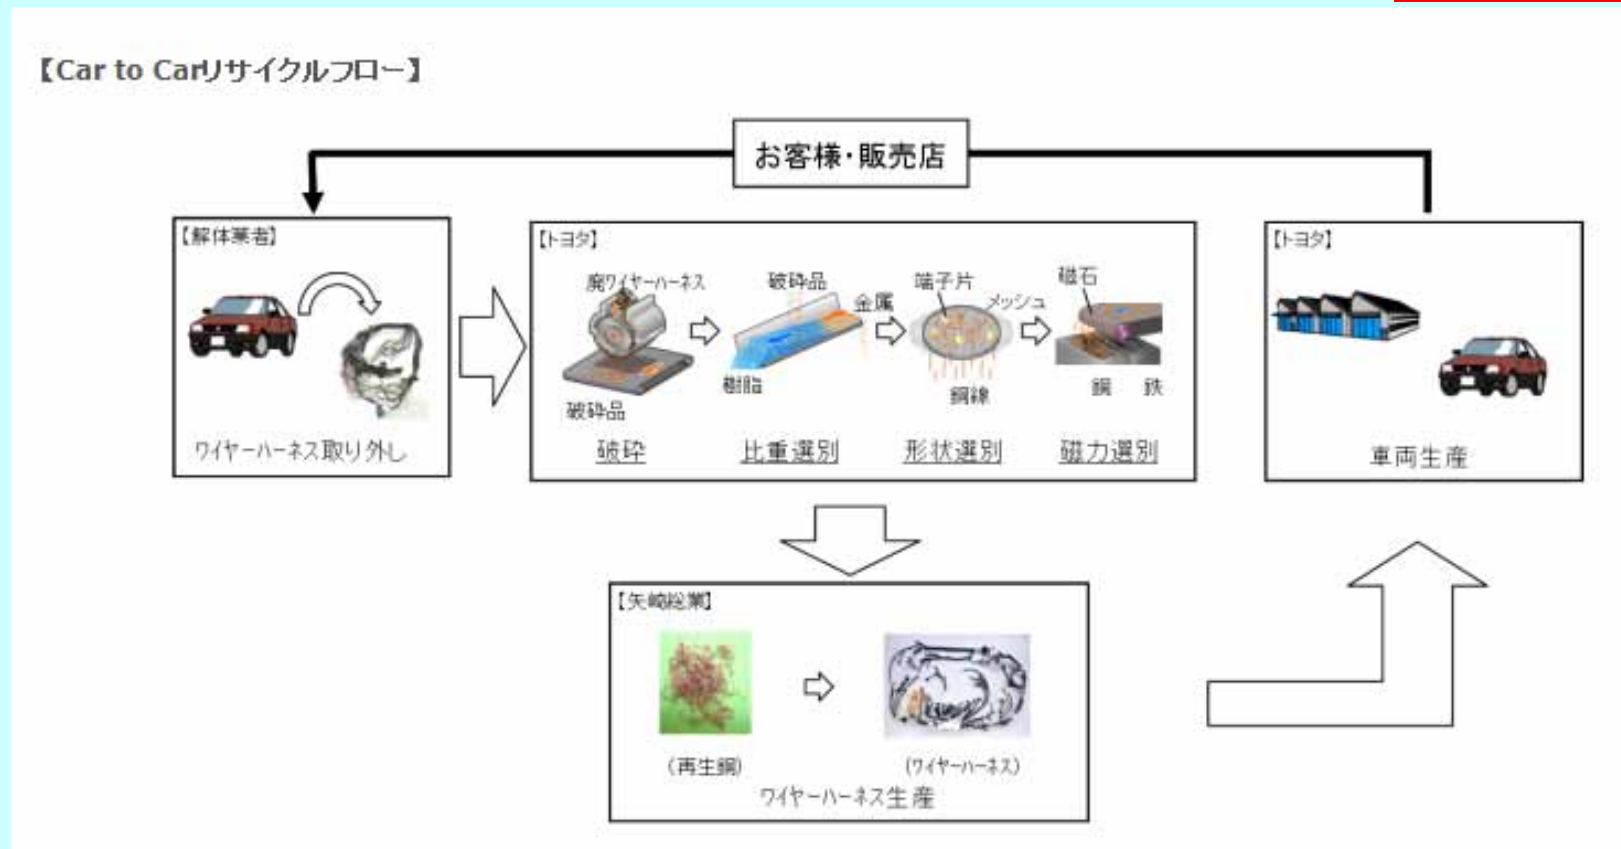 【Car to Carリサイクルフロー】
お客様・販売店
【解体業者】
ワイヤーハーネス取り外し
【トヨタ】
廃ワイヤーハーネス
破砕品
破砕
破砕品
金属
樹脂
比重選別
端子片
メッシュ
銅線
形状選別
磁石
銅 鉄
磁力選別
【トヨタ】
車両生産
【矢崎総業】
(再生銅)
(ワイヤーハーネス)
ワイヤーハーネス生産